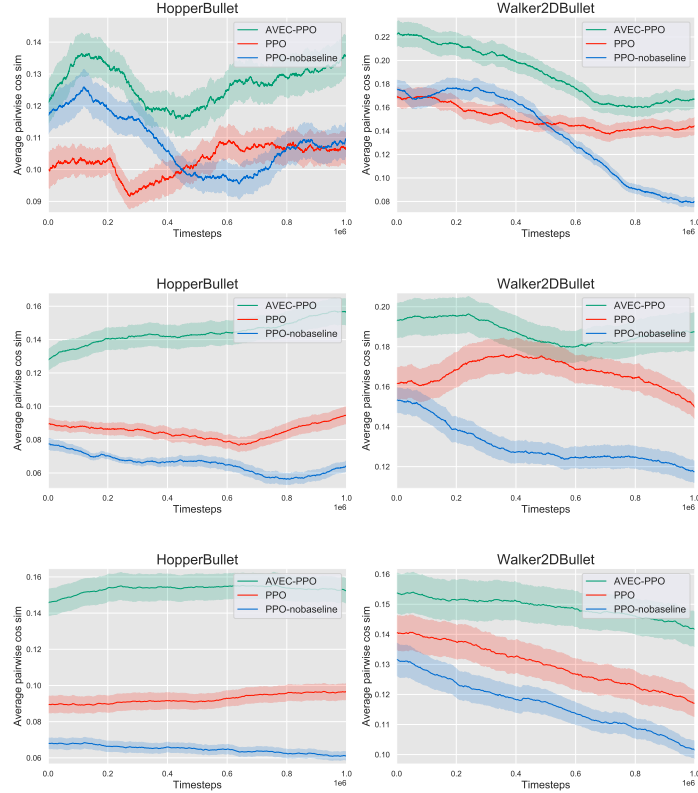 HopperBullet
AVEC-PPO
PPO
PPO-nobaseline
Average pairwise cos sim
0.14
0.13
0.12
0.11
0.10
0.09
0.0 0.2 0.4 0.6 0.8 1.0
1e6
Timesteps
Walker2DBullet
AVEC-PPO
PPO
PPO-nobaseline
Average pairwise cos sim
0.22
0.20
0.18
0.16
0.14
0.12
0.10
0.08
0.0 0.2 0.4 0.6 0.8 1.0
1e6
Timesteps
HopperBullet
AVEC-PPO
PPO
PPO-nobaseline
Average pairwise cos sim
0.16
0.14
0.12
0.10
0.08
0.06
0.0 0.2 0.4 0.6 0.8 1.0
1e6
Timesteps
Walker2DBullet
AVEC-PPO
PPO
PPO-nobaseline
Average pairwise cos sim
0.20
0.18
0.16
0.14
0.12
0.0 0.2 0.4 0.6 0.8 1.0
1e6
Timesteps
HopperBullet
AVEC-PPO
PPO
PPO-nobaseline
Average pairwise cos sim
0.16
0.14
0.12
0.10
0.08
0.06
0.0 0.2 0.4 0.6 0.8 1.0
1e6
Timesteps
Walker2DBullet
AVEC-PPO
PPO
PPO-nobaseline
Average pairwise cos sim
0.16
0.15
0.14
0.13
0.12
0.11
0.10
0.0 0.2 0.4 0.6 0.8 1.0
1e6
Timesteps